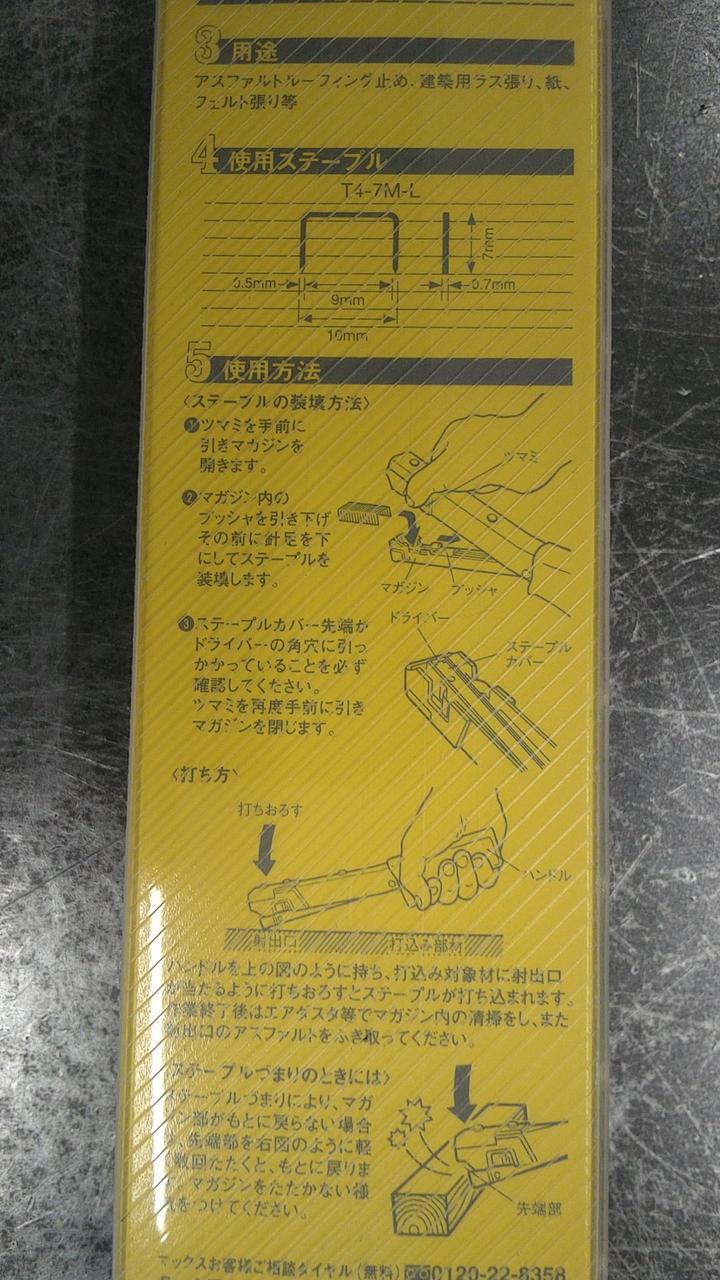 3 用途
アスファルトルーフィング止め、建築用ラス張り、紙、
フェルト張り等
4 使用ステープル
T4-7M-L
7mm
0.5mm
9mm
0.7mm
10mm
5 使用方法
〈ステープルの装填方法〉
❶ツマミを手前に
引きマガジンを
開きます。
ツマミ
❷マガジン内の
プッシャを引き下げ
その前に針足を下
にしてステープルを
装填します。
マガジン プッシャ
❸ステープルカバー先端が
ドライバーの角穴に引っ
かかっていることを必ず
確認してください。
ツマミを再度手前に引き
マガジンを閉じます。
ドライバー
ステープル
カバー
〈打ち方〉
打ちおろす
ハンドル
射出口 打込み部材
ハンドルを上の図のように持ち、打込み対象材に射出口
が当たるように打ちおろすとステープルが打ち込まれます。
作業終了後はエアダスタ等でマガジン内の清掃をし、また
射出口のアスファルトをふき取ってください。
〈ステープルづまりのときには〉
ステープルづまりにより、マガ
ジン部がもとに戻らない場合
は、先端部を右図のように軽
く数回たたくと、もとに戻りま
す。マガジンをたたかない様
気をつけてください。
先端部
マックスお客様ご相談ダイヤル(無料) 0120-22-8358